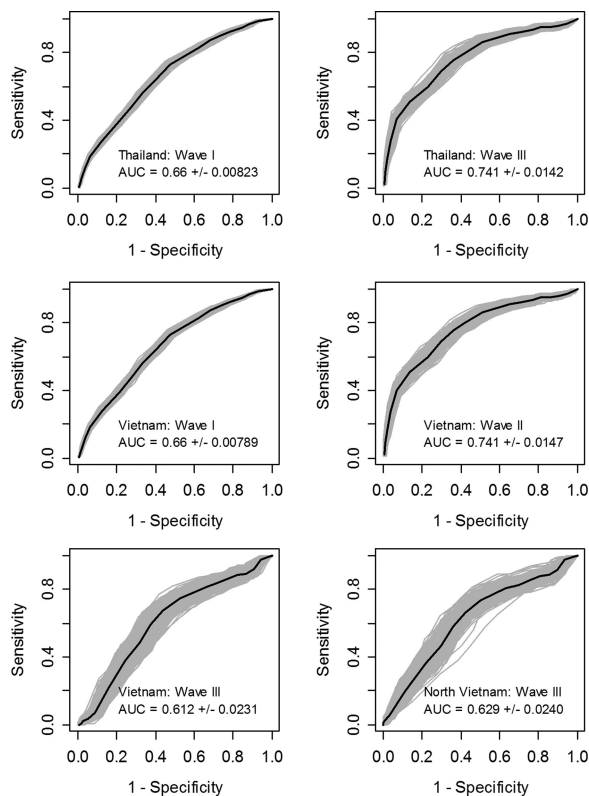 Sensitivity
0.0 0.4 0.8
Thailand: Wave I
AUC = 0.66 +/- 0.00823
0.0 0.2 0.4 0.6 0.8 1.0
1 - Specificity
Sensitivity
0.0 0.4 0.8
Thailand: Wave III
AUC = 0.741 +/- 0.0142
0.0 0.2 0.4 0.6 0.8 1.0
1 - Specificity
Sensitivity
0.0 0.4 0.8
Vietnam: Wave I
AUC = 0.66 +/- 0.00789
0.0 0.2 0.4 0.6 0.8 1.0
1 - Specificity
Sensitivity
0.0 0.4 0.8
Vietnam: Wave II
AUC = 0.741 +/- 0.0147
0.0 0.2 0.4 0.6 0.8 1.0
1 - Specificity
Sensitivity
0.0 0.4 0.8
Vietnam: Wave III
AUC = 0.612 +/- 0.0231
0.0 0.2 0.4 0.6 0.8 1.0
1 - Specificity
Sensitivity
0.0 0.4 0.8
North Vietnam: Wave III
AUC = 0.629 +/- 0.0240
0.0 0.2 0.4 0.6 0.8 1.0
1 - Specificity